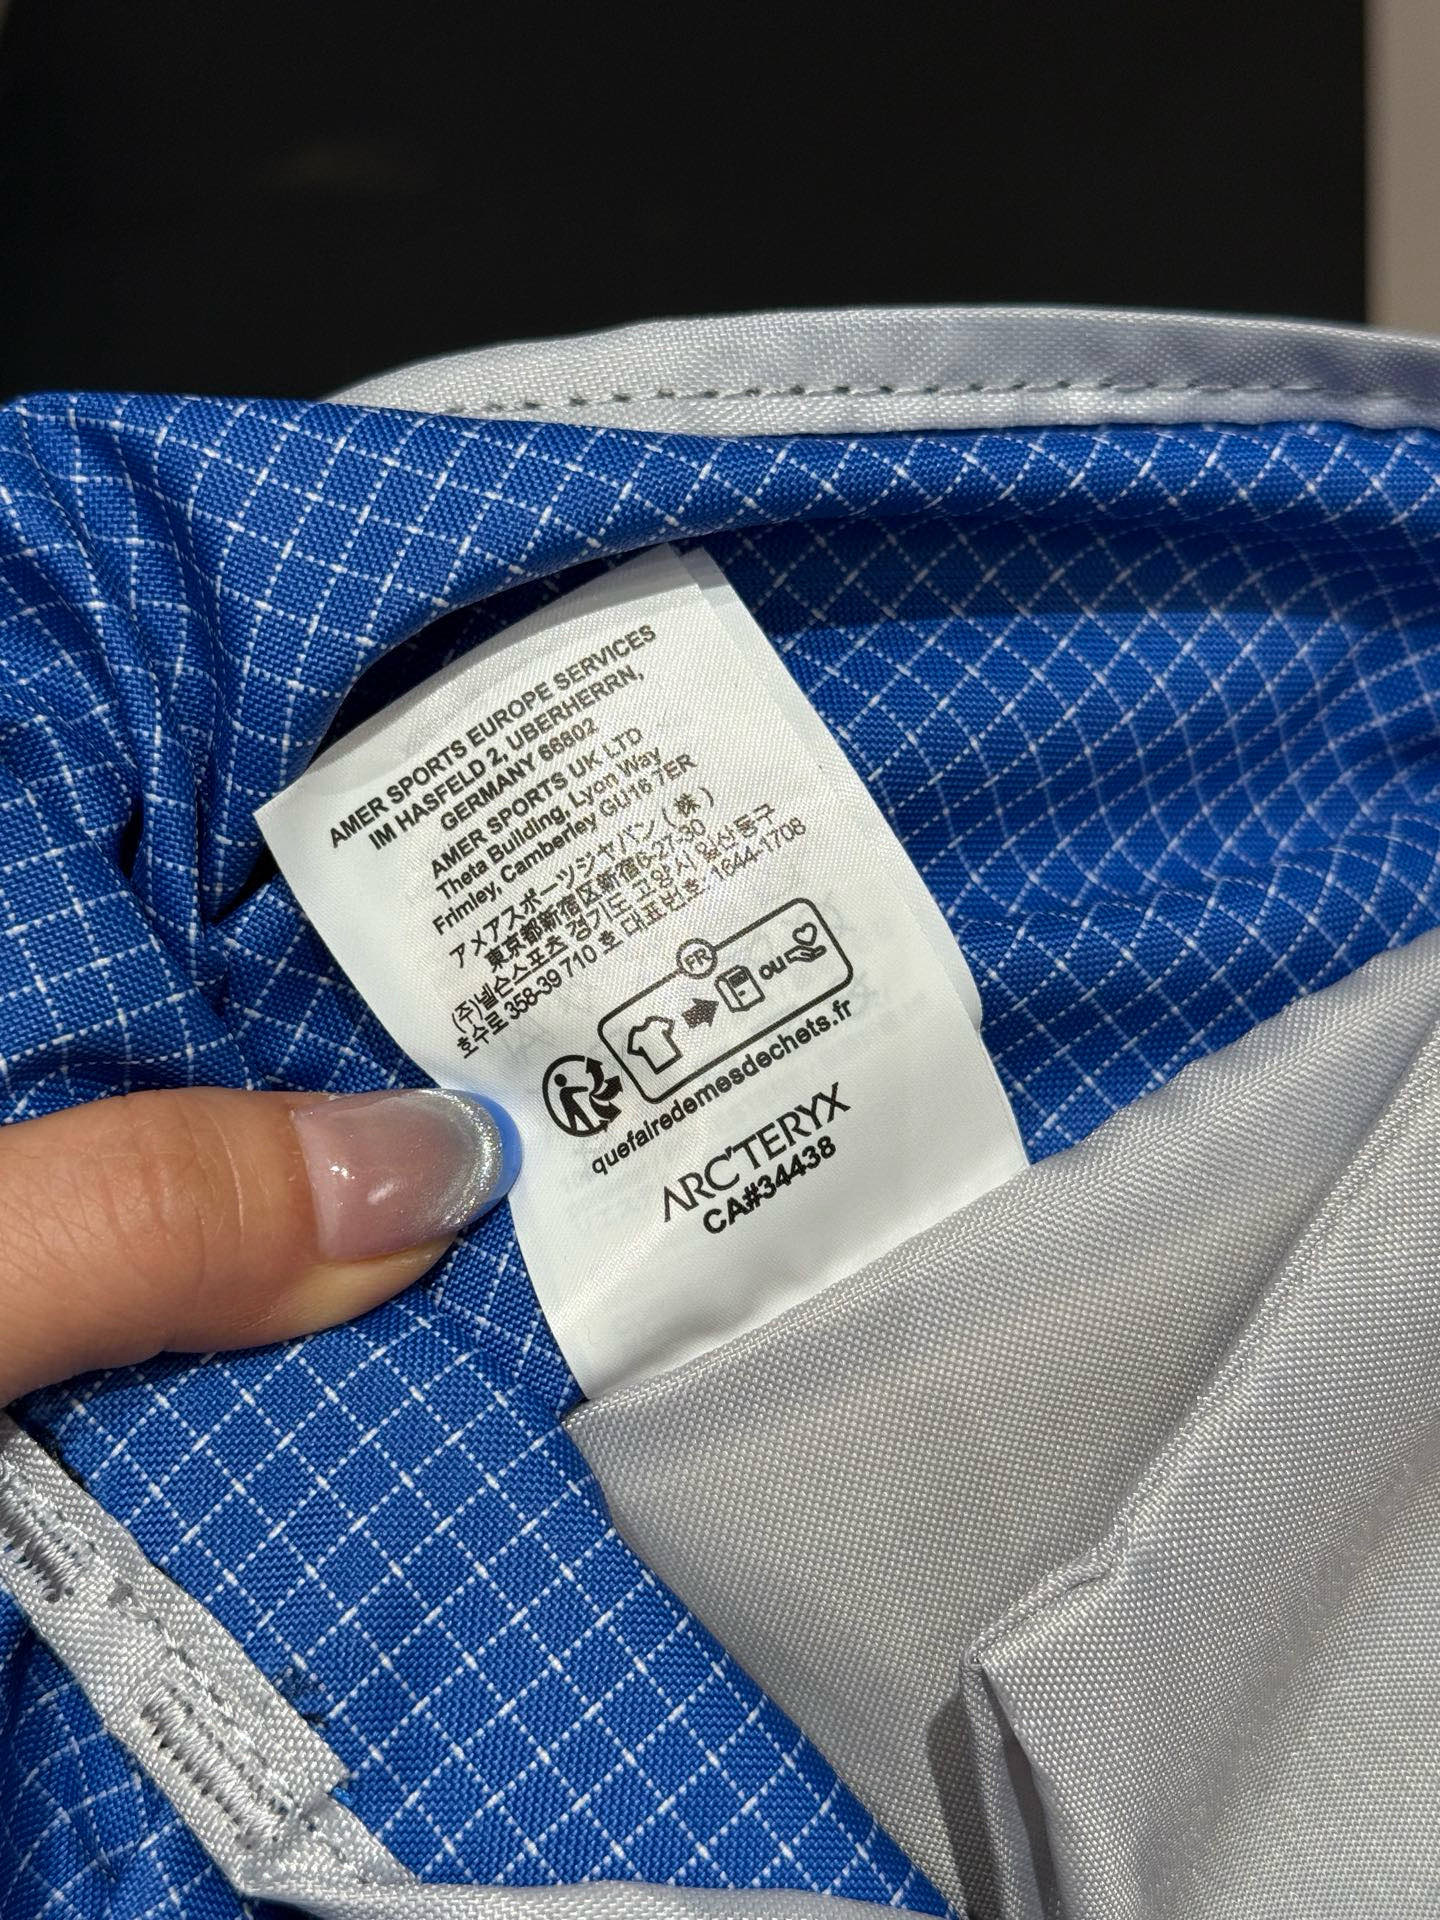 AMER SPORTS EUROPE SERVICES
IM HASFELD 2, UBERHERRN,
GERMANY 66802
AMER SPORTS UK LTD
Theta Building, Lyon Way
Frimley, Camberley GU16 7ER
アメアスポーツジャパン(株)
東京都新宿区新宿6-27-30
(주)넬슨스포츠 경기도 고양시 일산동구
호수로 358-39 710 호 대표번호 1644-1708
FR
ou
quefairedemesdechets.fr
ARC'TERYX
CA#34438